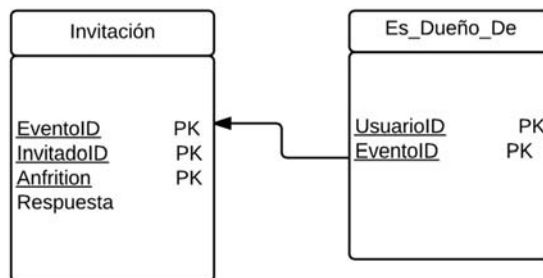 Invitación
EventoID PK
InvitadoID PK
Anfrition PK
Respuesta
Es_Dueño_De
UsuarioID PK
EventoID PK